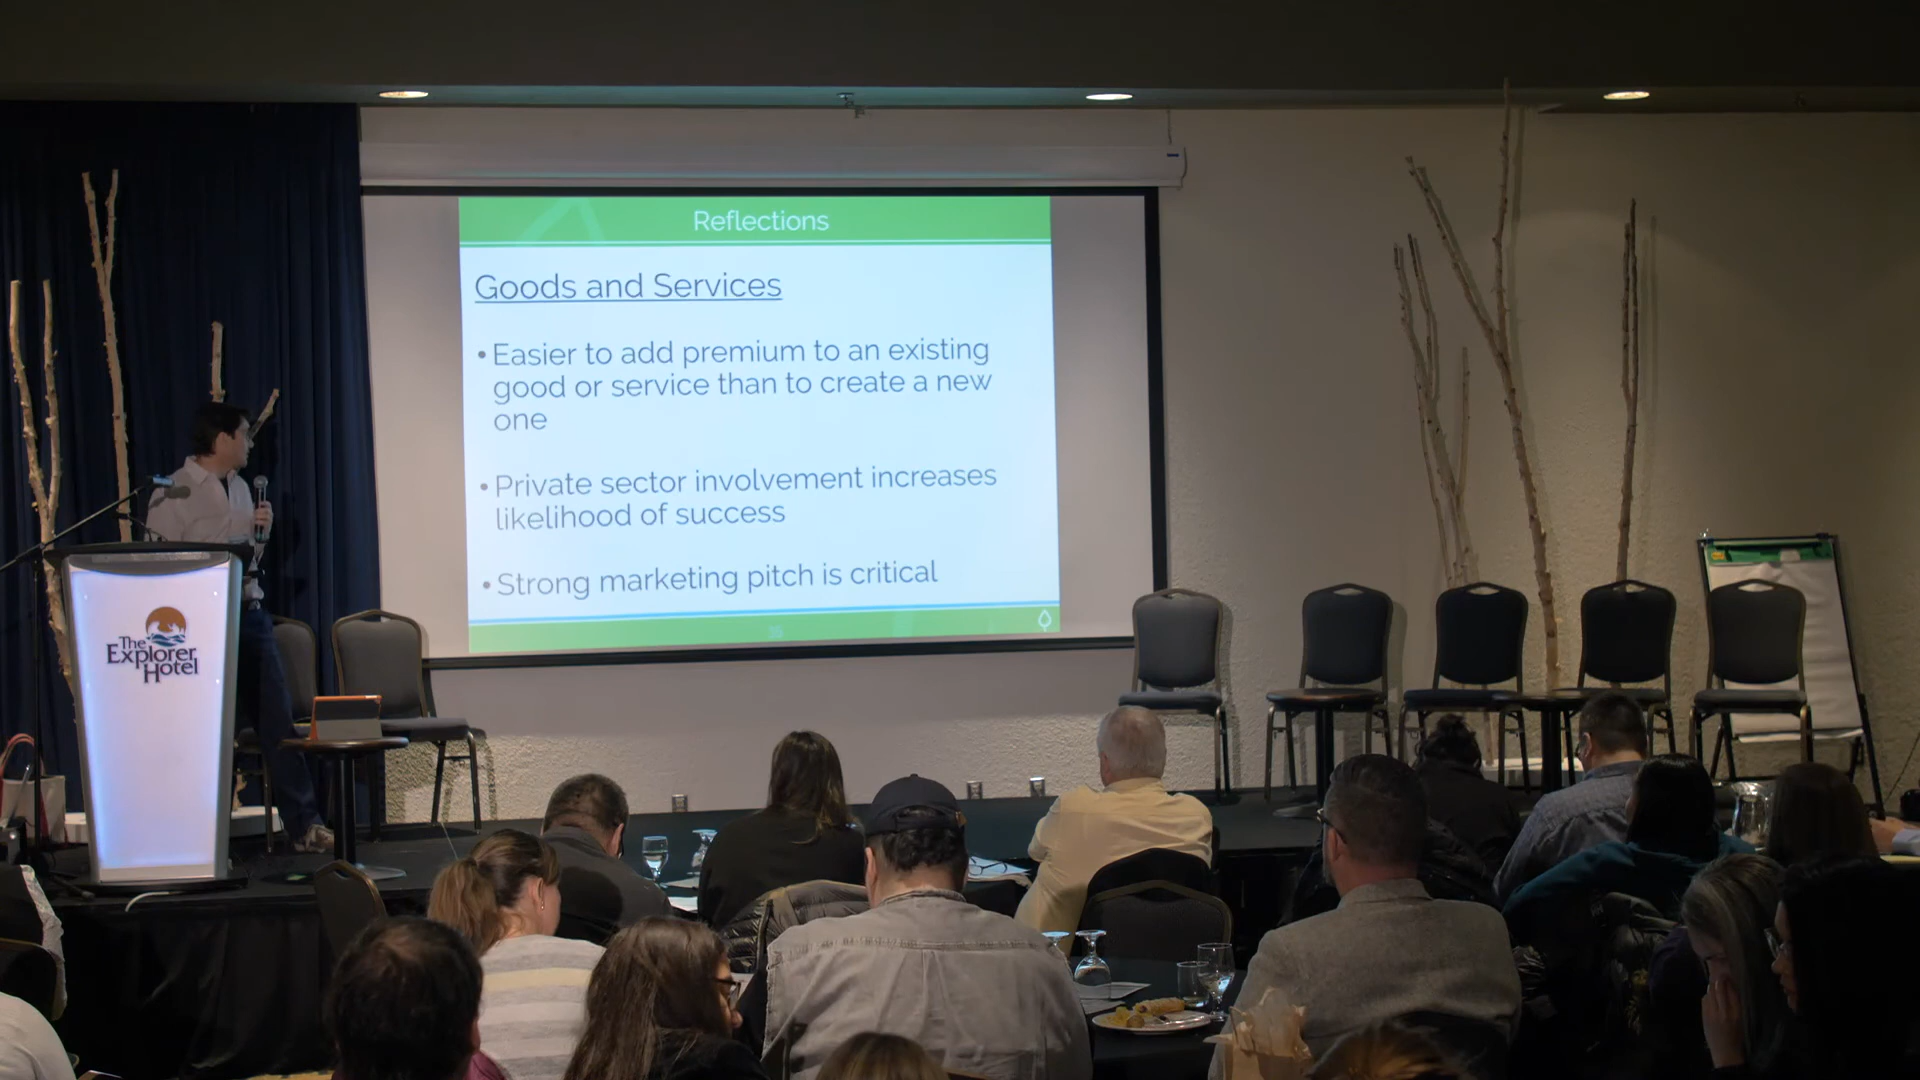 Reflections
Goods and Services
• Easier to add premium to an existing
good or service than to create a new
one
• Private sector involvement increases
likelihood of success
• Strong marketing pitch is critical
The
Explorer
Hotel